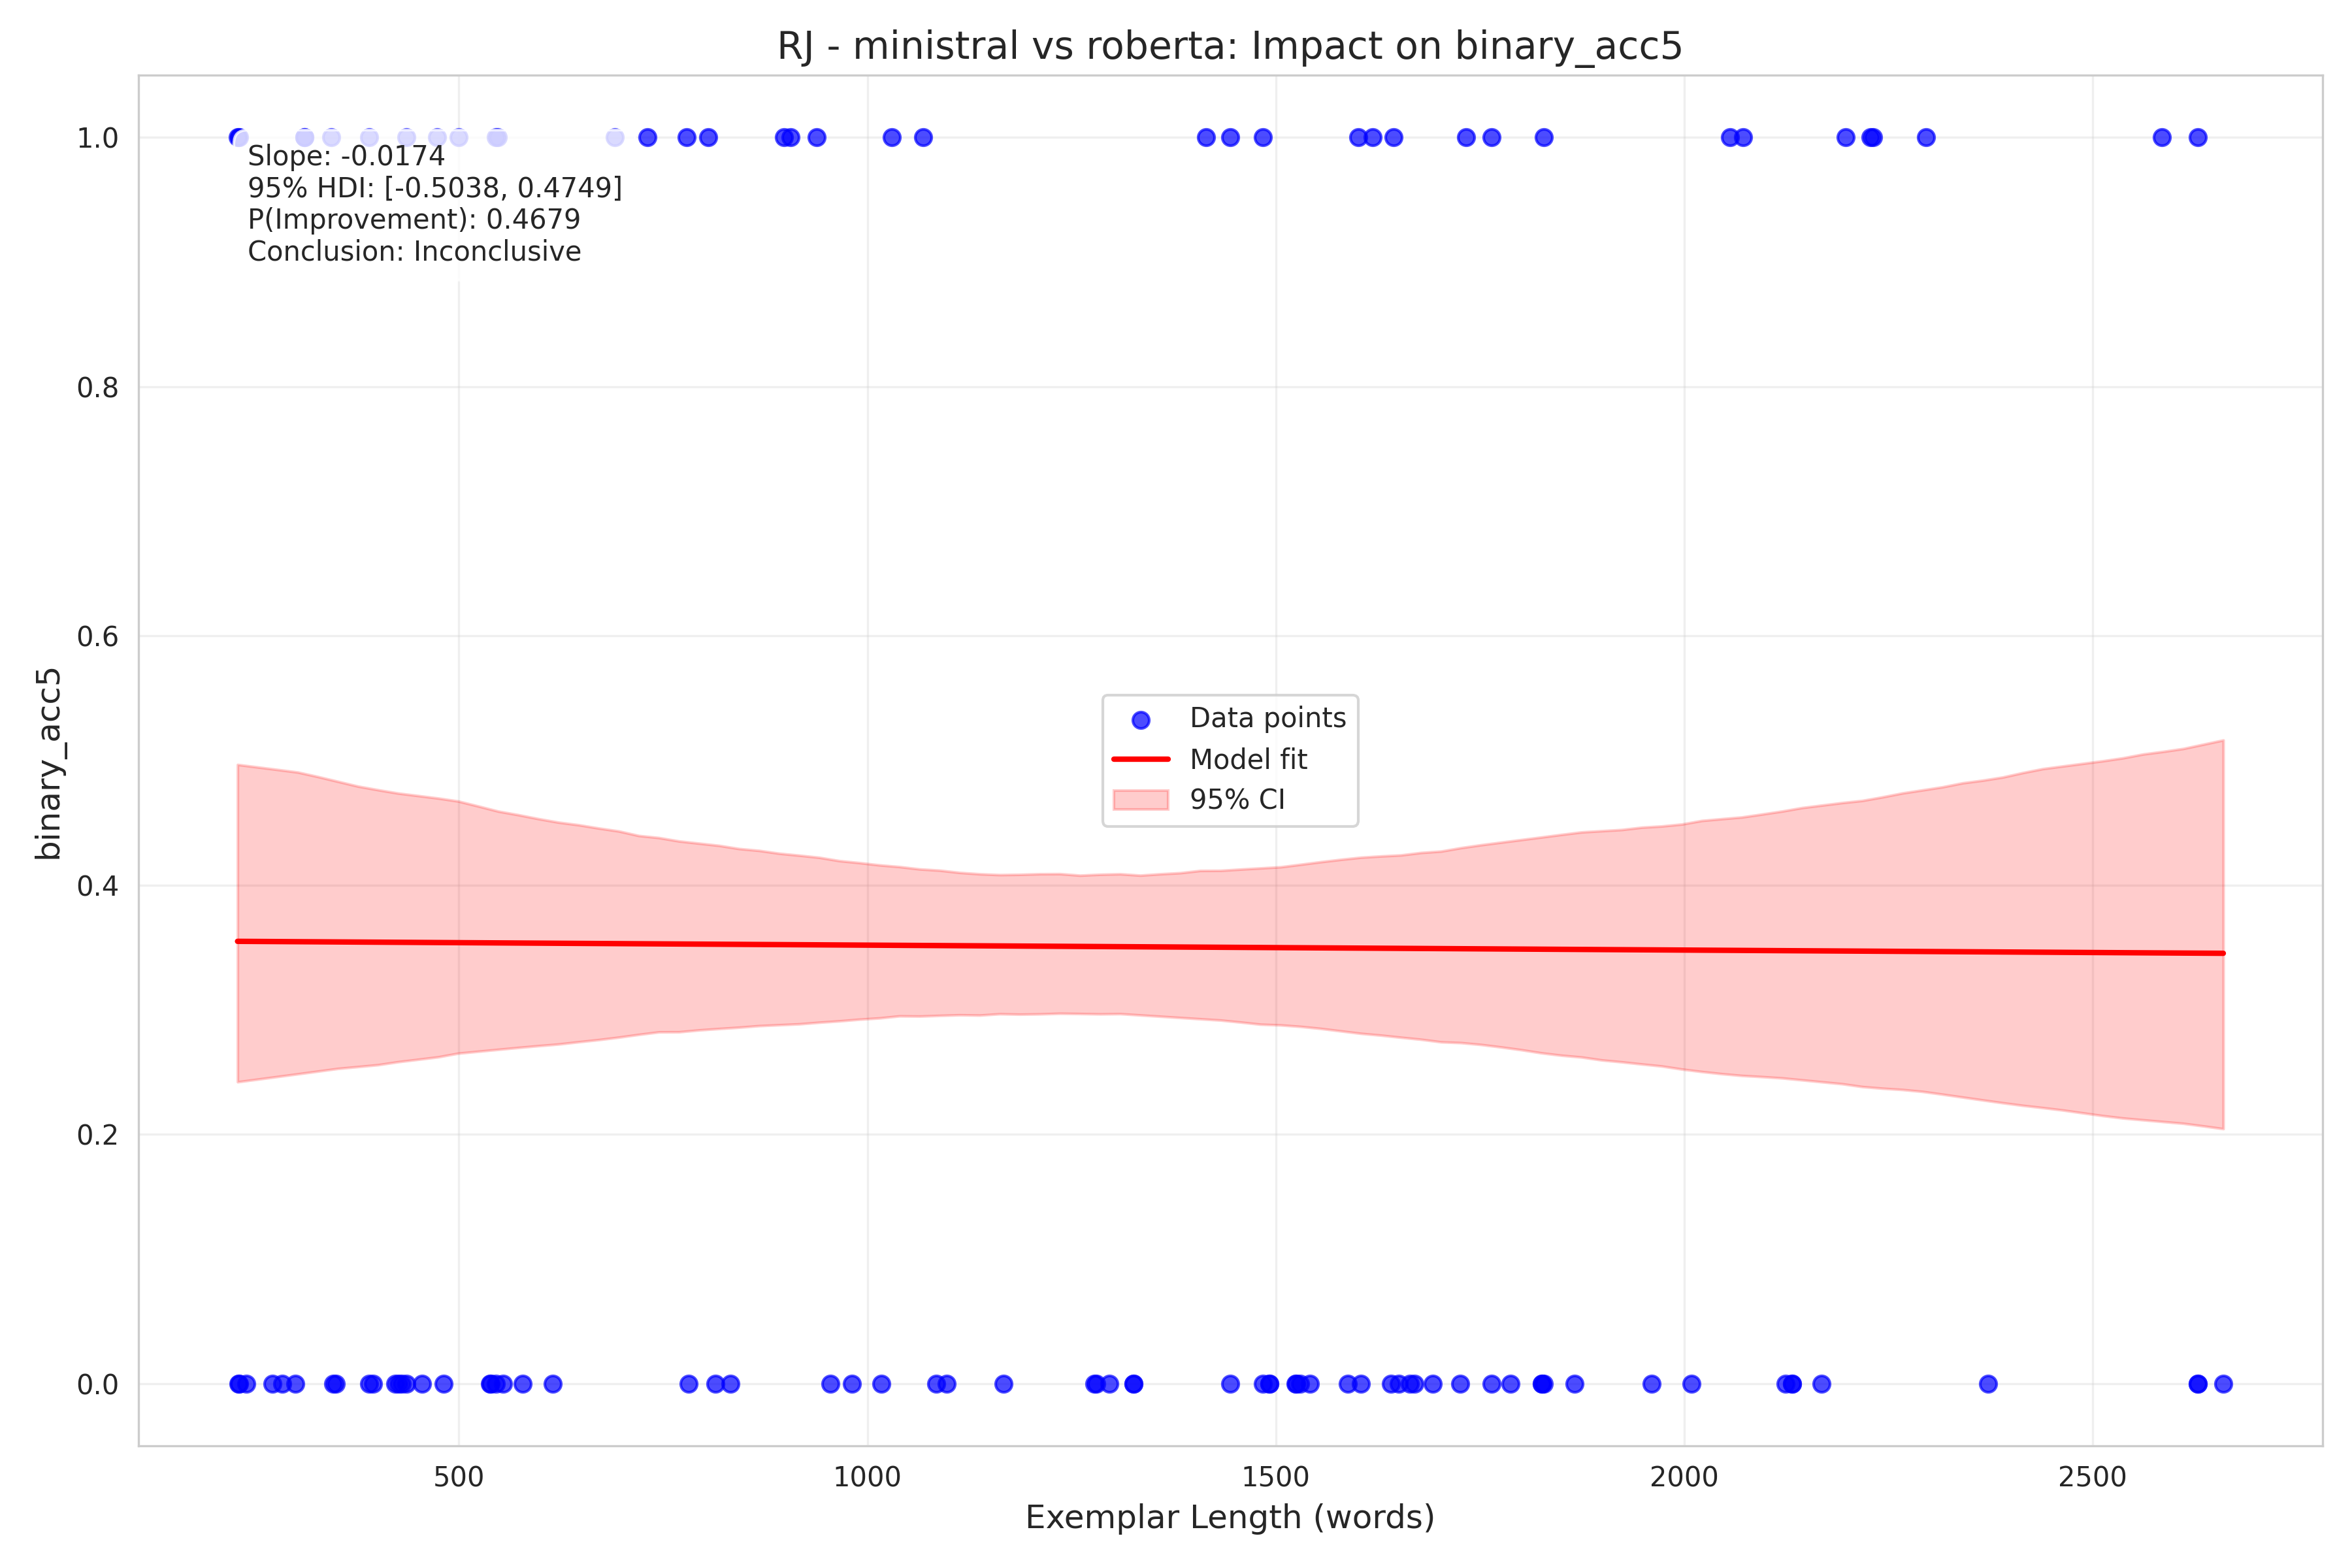 RJ - ministral vs roberta: Impact on binary_acc5
1.0
0.8
0.6
0.4
0.2
0.0
binary_acc5
Slope: -0.0174
95% HDI: [-0.5038, 0.4749]
P(Improvement): 0.4679
Conclusion: Inconclusive
Data points
Model fit
95% CI
500
1000
1500
2000
2500
Exemplar Length (words)